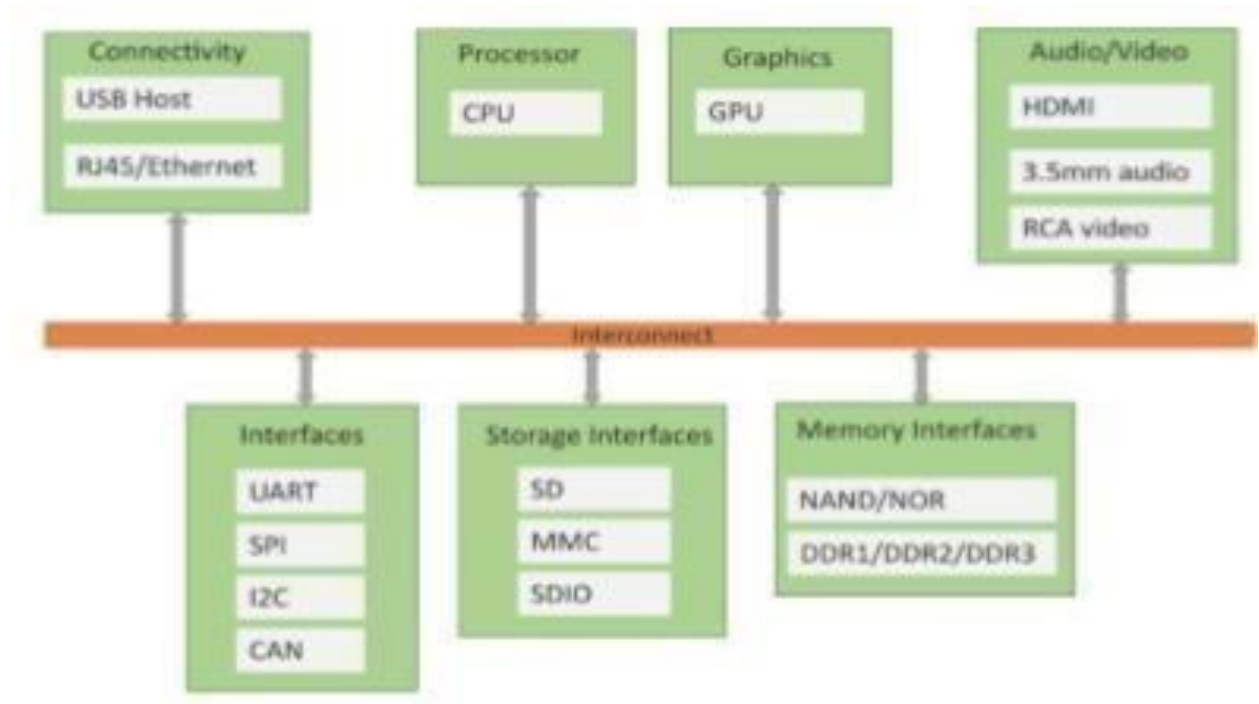 Connectivity
USB Host
RJ45/Ethernet
Processor
CPU
Graphics
GPU
Audio/Video
HDMI
3.5mm audio
RCA video
Interconnect
Interfaces
UART
SPI
I2C
CAN
Storage Interfaces
SD
MMC
SDIO
Memory Interfaces
NAND/NOR
DDR1/DDR2/DDR3